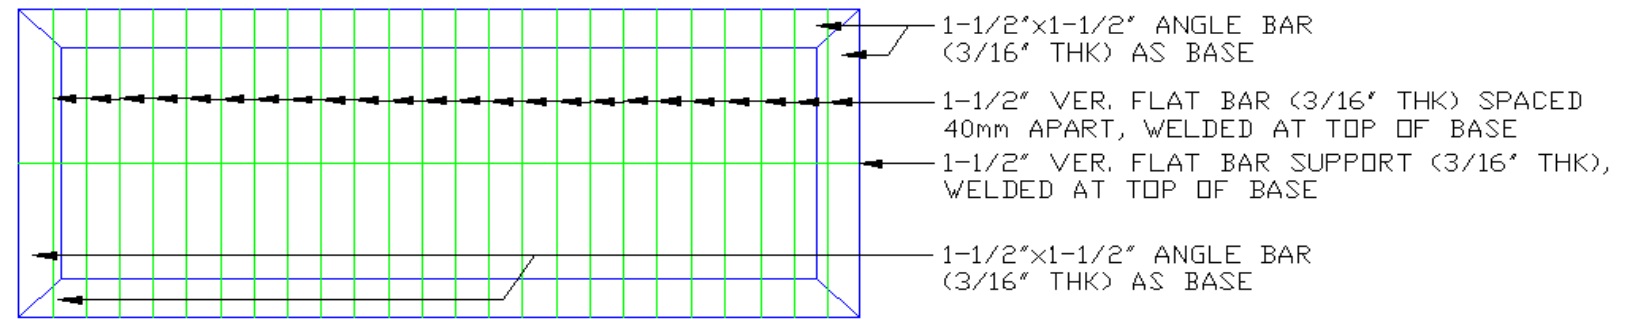 1-1/2"x1-1/2" ANGLE BAR
(3/16" THK) AS BASE
1-1/2" VER. FLAT BAR (3/16" THK) SPACED
40mm APART, WELDED AT TOP OF BASE
1-1/2" VER. FLAT BAR SUPPORT (3/16" THK),
WELDED AT TOP OF BASE
1-1/2"x1-1/2" ANGLE BAR
(3/16" THK) AS BASE